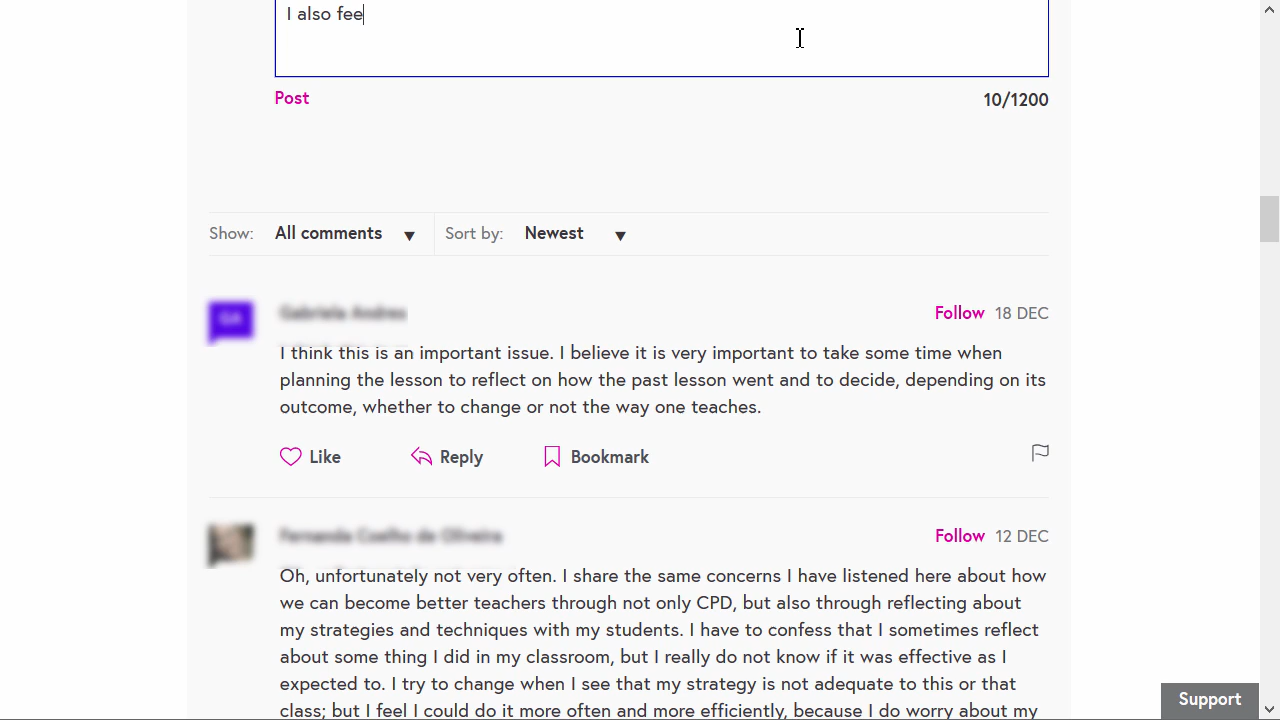 I also fee
Post 10/1200
Show: All comments Sort by: Newest
Follow 18 DEC
I think this is an important issue. I believe it is very important to take some time when
planning the lesson to reflect on how the past lesson went and to decide, depending on its
outcome, whether to change or not the way one teaches.
Like Reply Bookmark
Follow 12 DEC
Oh, unfortunately not very often. I share the same concerns I have listened here about how
we can become better teachers through not only CPD, but also through reflecting about
my strategies and techniques with my students. I have to confess that I sometimes reflect
about some thing I did in my classroom, but I really do not know if it was effective as I
expected to. I try to change when I see that my strategy is not adequate to this or that
class; but I feel I could do it more often and more efficiently, because I do worry about my
Support